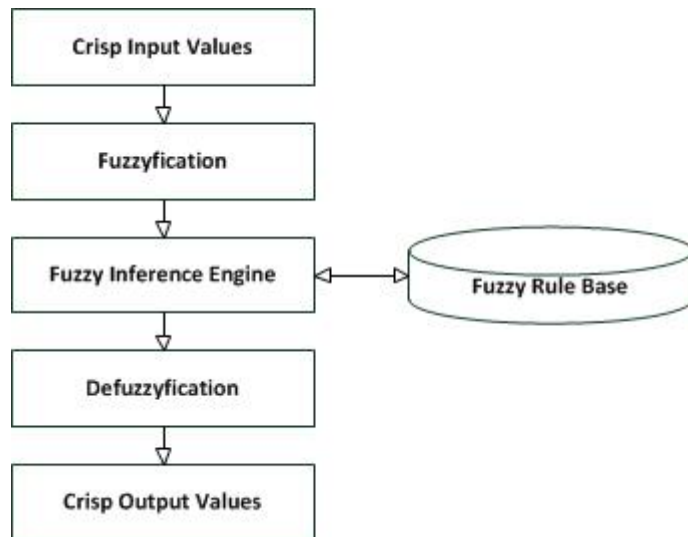 Crisp Input Values
Fuzzyfication
Fuzzy Inference Engine
Fuzzy Rule Base
Defuzzyfication
Crisp Output Values